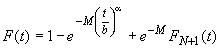 F(t) = 1 - e^{-M(t/b)^α} + e^{-M} F_{N+1}(t)